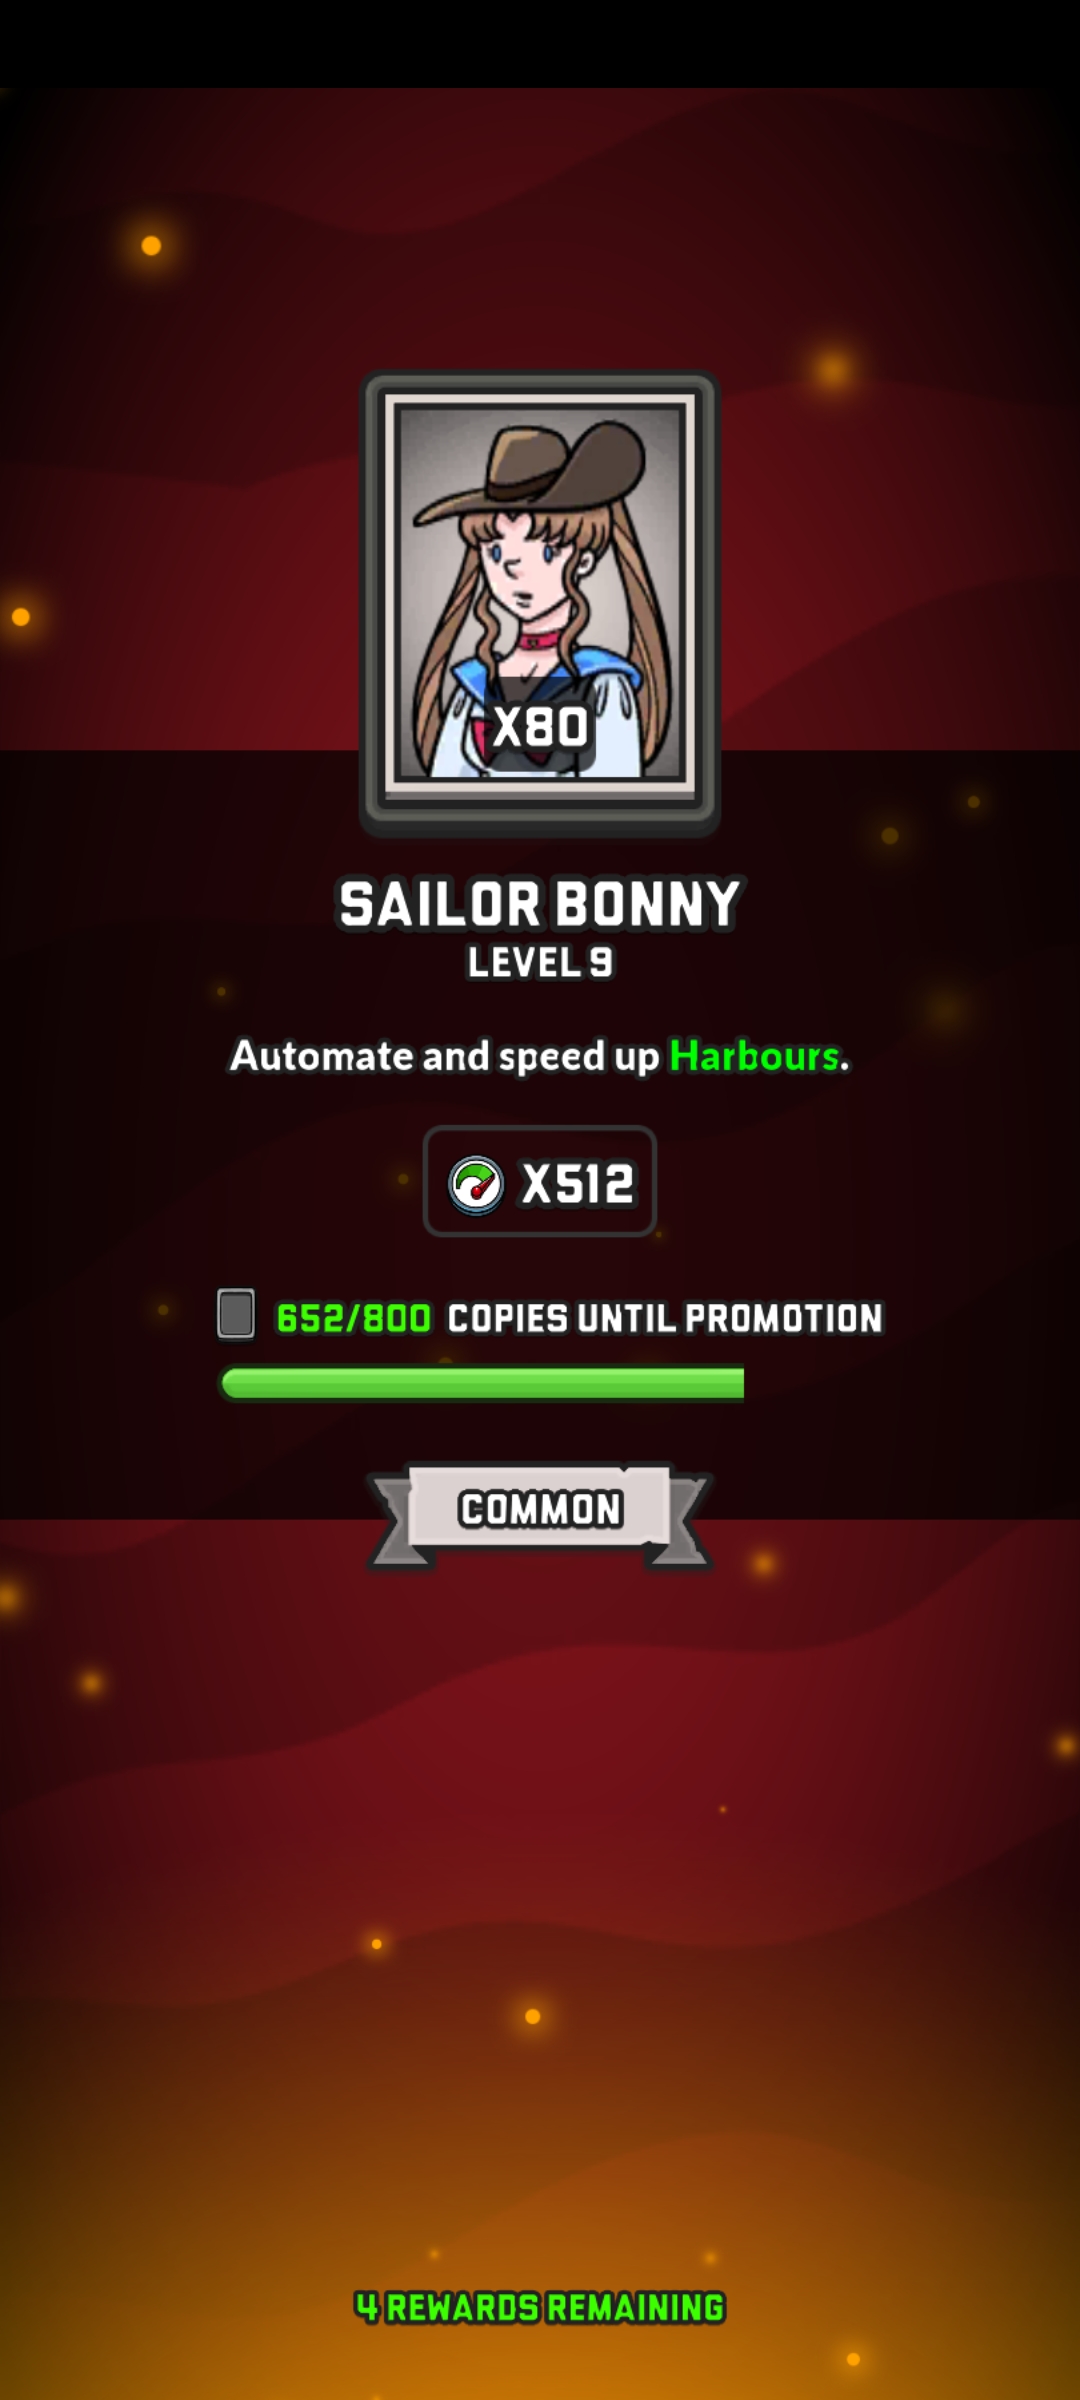 X80
SAILOR BONNY
LEVEL 9
Automate and speed up Harbours.
X512
652/800 COPIES UNTIL PROMOTION
COMMON
4 REWARDS REMAINING